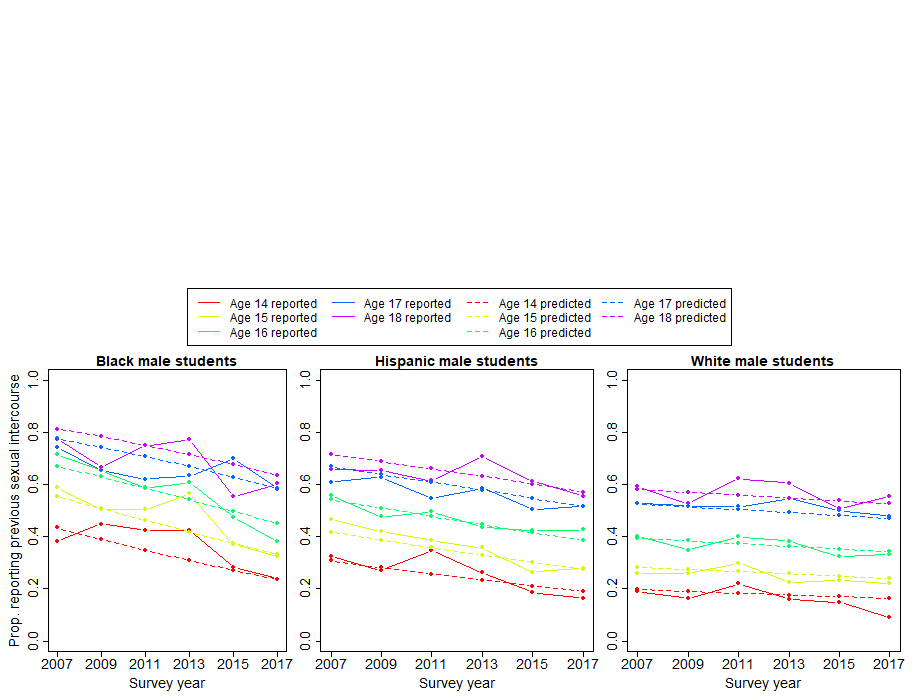 Age 14 reported Age 17 reported Age 14 predicted Age 17 predicted
Age 15 reported Age 18 reported Age 15 predicted Age 18 predicted
Age 16 reported Age 16 predicted
Black male students Hispanic male students White male students
Prop. reporting previous sexual intercourse
1.0 1.0 1.0
0.8 0.8 0.8
0.6 0.6 0.6
0.4 0.4 0.4
0.2 0.2 0.2
0.0 0.0 0.0
2007 2009 2011 2013 2015 2017 2007 2009 2011 2013 2015 2017 2007 2009 2011 2013 2015 2017
Survey year Survey year Survey year